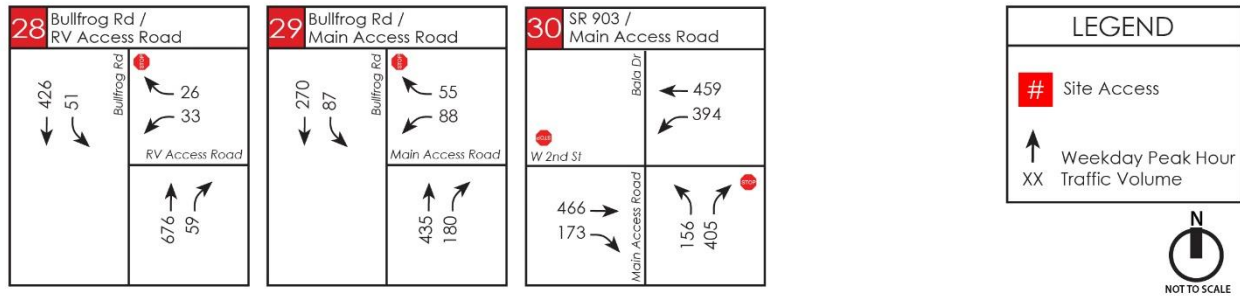 28
Bullfrog Rd /
RV Access Road
426
51
Bullfrog Rd
STOP
26
33
RV Access Road
676
59
29
Bullfrog Rd /
Main Access Road
270
87
Bullfrog Rd
STOP
55
88
Main Access Road
435
180
30
SR 903 /
Main Access Road
Bala Dr
459
394
STOP
W 2nd St
466
173
Main Access Road
156
405
STOP
LEGEND
# Site Access
Weekday Peak Hour
XX Traffic Volume
N
NOT TO SCALE